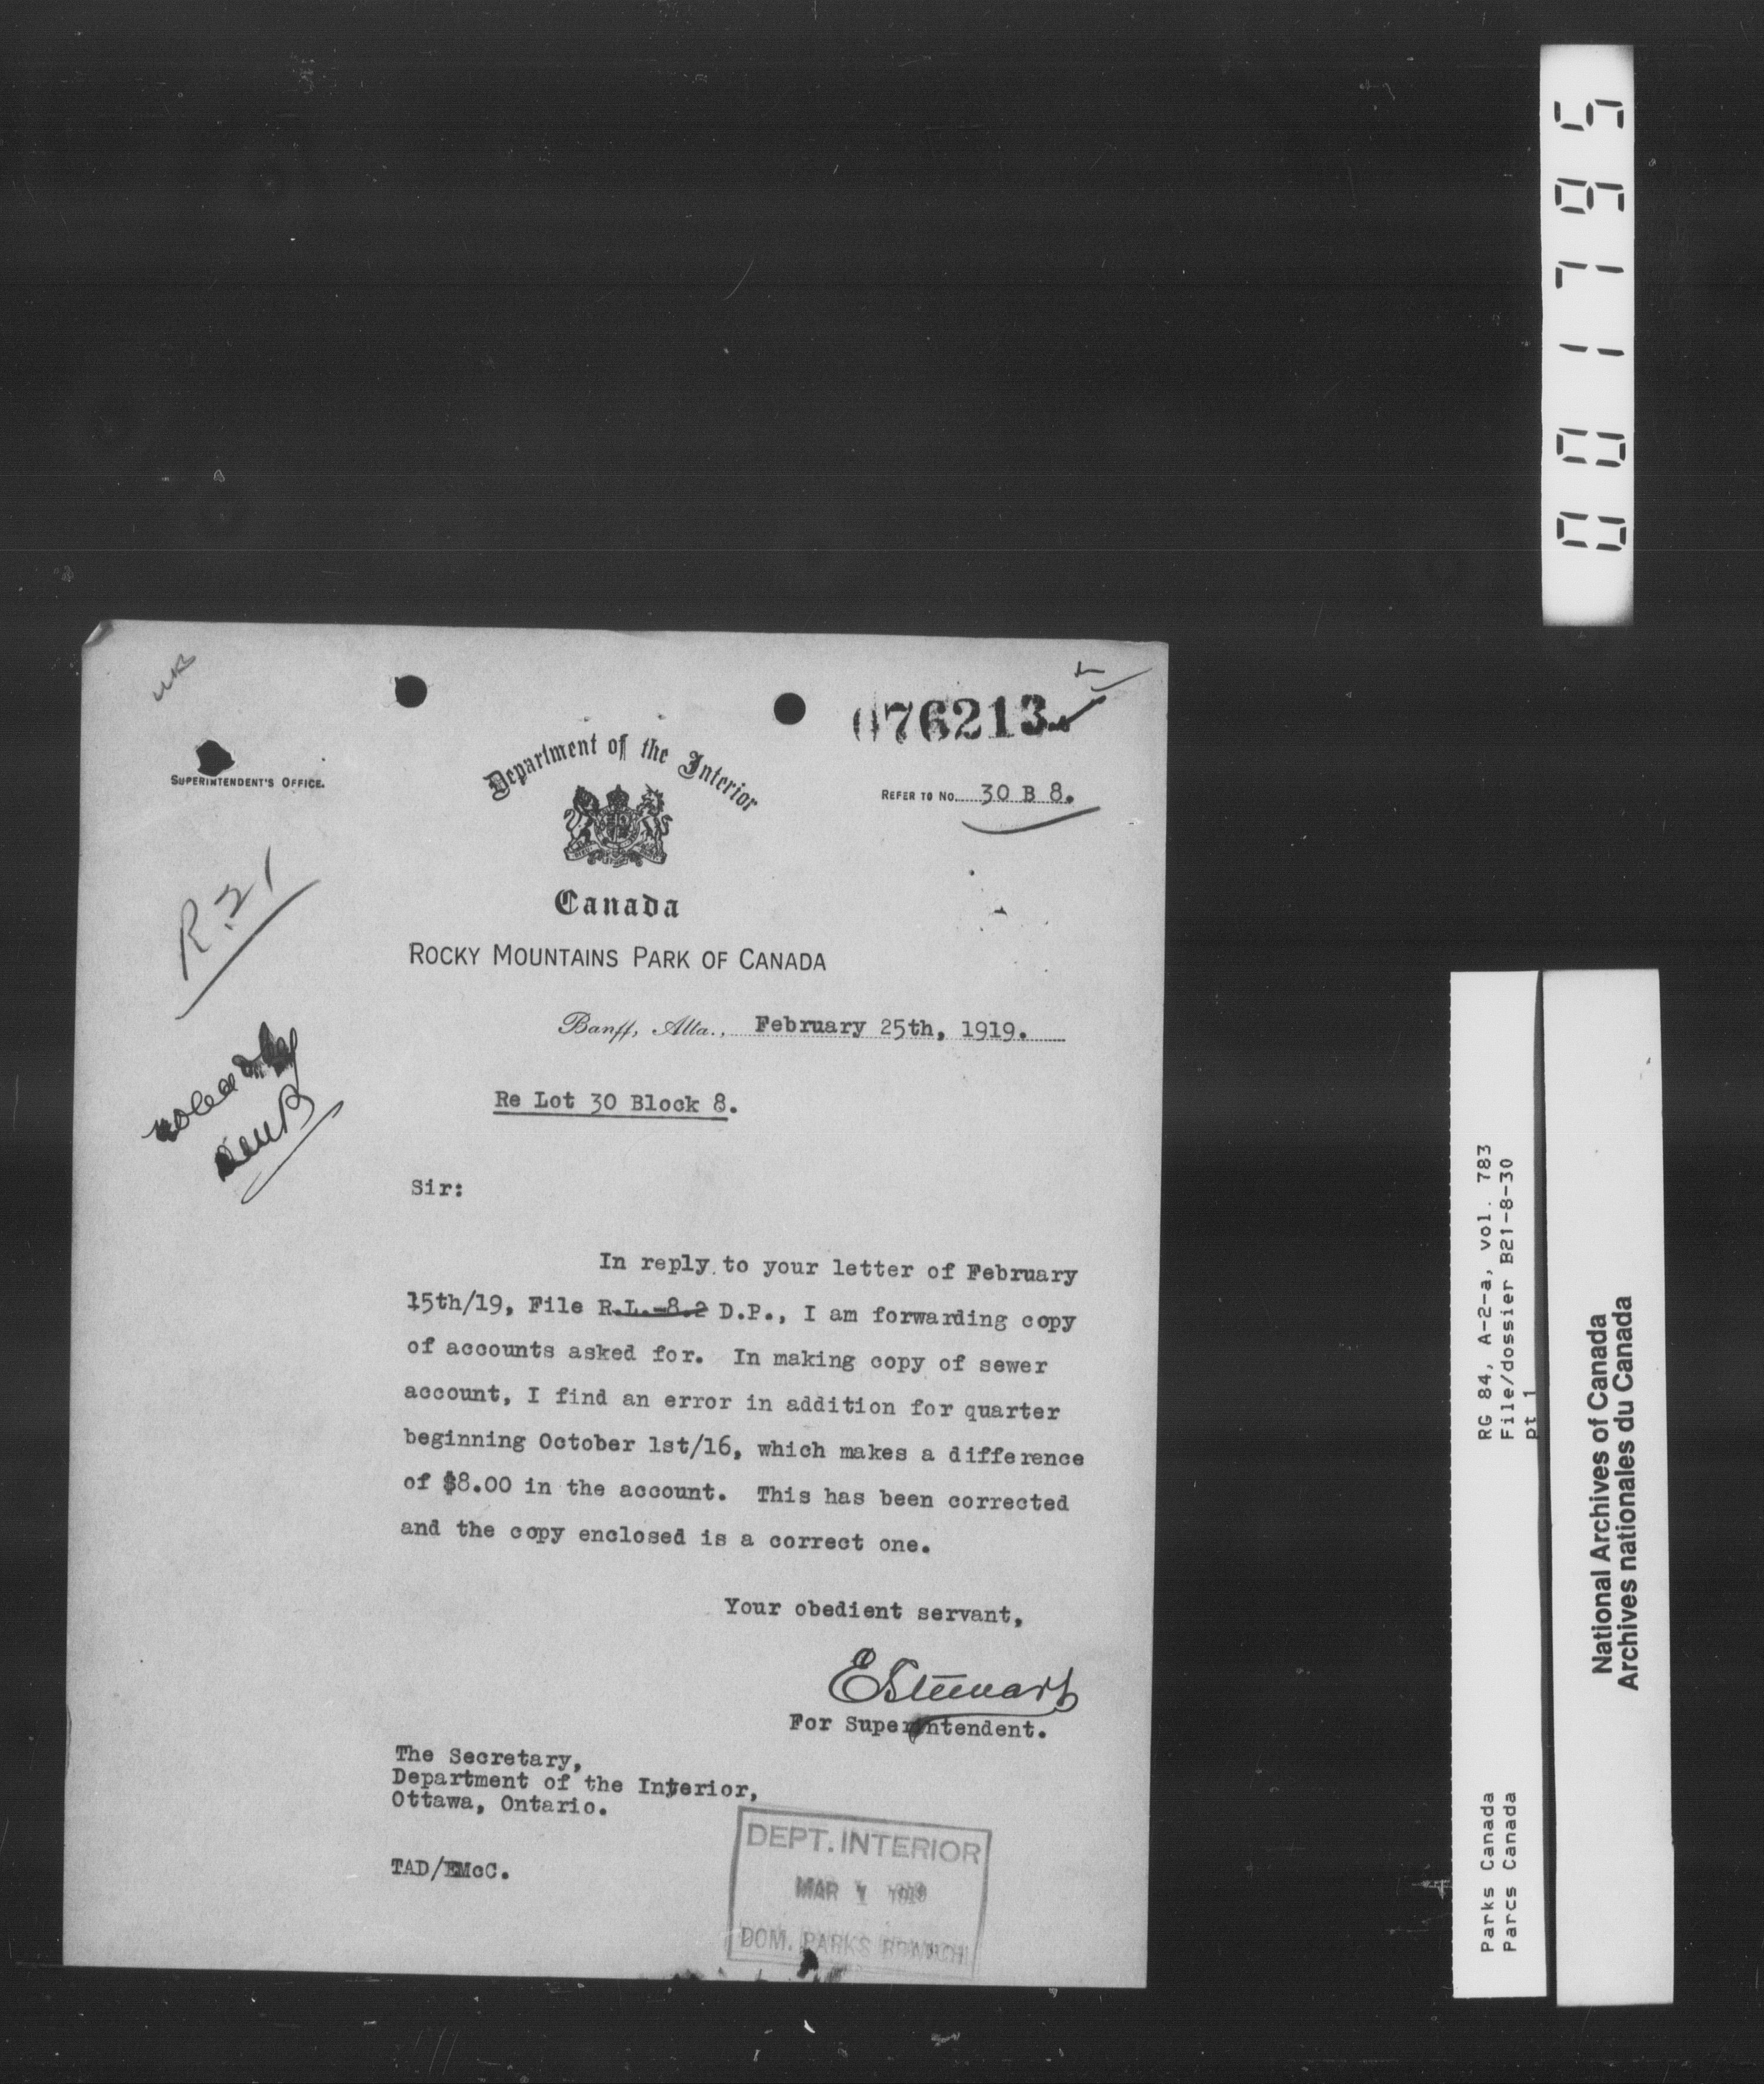 001795
076213
SUPERINTENDENT'S OFFICE.
Department of the Interior
REFER TO No. 30 B 8.
Canada
R.21
ROCKY MOUNTAINS PARK OF CANADA
Banff, Alta., February 25th, 1919.
Re Lot 30 Block 8.
Sir:
In reply to your letter of February
15th/19, File R.L.-8.2 D.P., I am forwarding copy
of accounts asked for. In making copy of sewer
account, I find an error in addition for quarter
beginning October 1st/16, which makes a difference
of $8.00 in the account. This has been corrected
and the copy enclosed is a correct one.
Your obedient servant,
EStewart
For Superintendent.
The Secretary,
Department of the Interior,
Ottawa, Ontario.
TAD/EMcC.
DEPT. INTERIOR
MAR 1 1919
DOM. PARKS BRANCH
RG 84, A-2-a, vol. 783
File/dossier B21-8-30
pt 1
Parks Canada
Parcs Canada
National Archives of Canada
Archives nationales du Canada